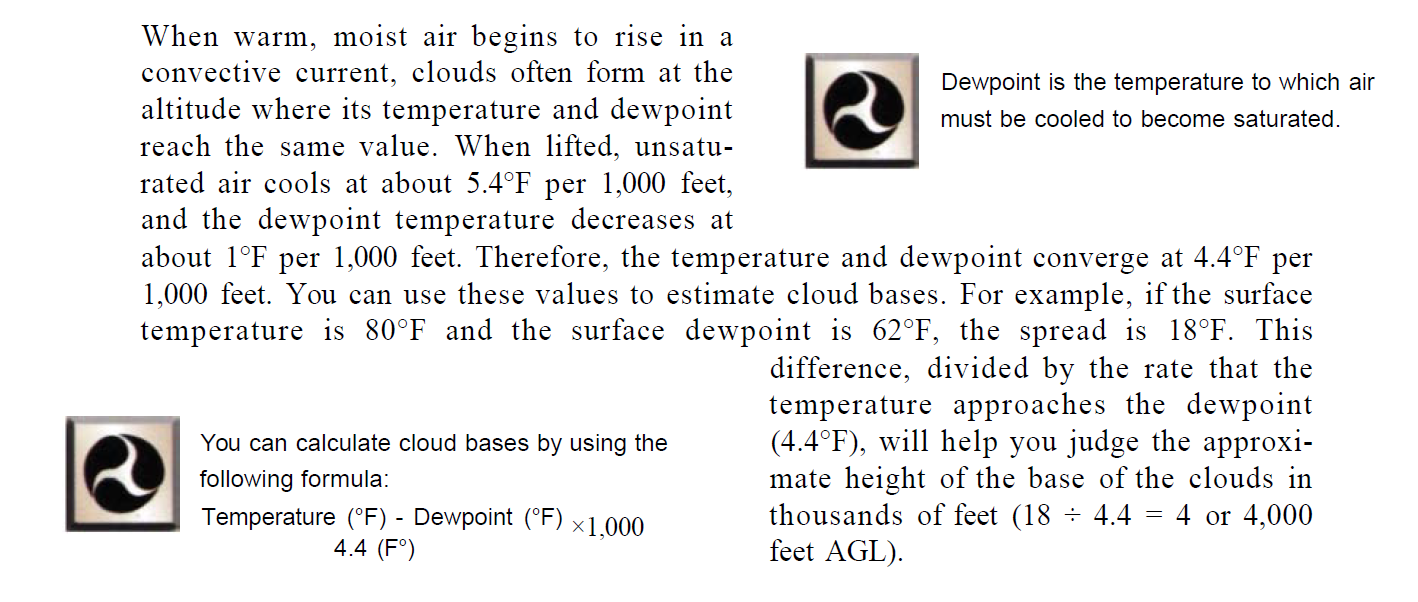 When warm, moist air begins to rise in a
convective current, clouds often form at the
altitude where its temperature and dewpoint
reach the same value. When lifted, unsatu-
rated air cools at about 5.4°F per 1,000 feet,
and the dewpoint temperature decreases at
about 1°F per 1,000 feet. Therefore, the temperature and dewpoint converge at 4.4°F per
1,000 feet. You can use these values to estimate cloud bases. For example, if the surface
temperature is 80°F and the surface dewpoint is 62°F, the spread is 18°F. This
difference, divided by the rate that the
temperature approaches the dewpoint
(4.4°F), will help you judge the approxi-
mate height of the base of the clouds in
thousands of feet (18 ÷ 4.4 = 4 or 4,000
feet AGL).
Dewpoint is the temperature to which air
must be cooled to become saturated.
You can calculate cloud bases by using the
following formula:
Temperature (°F) - Dewpoint (°F) ×1,000
4.4 (F°)